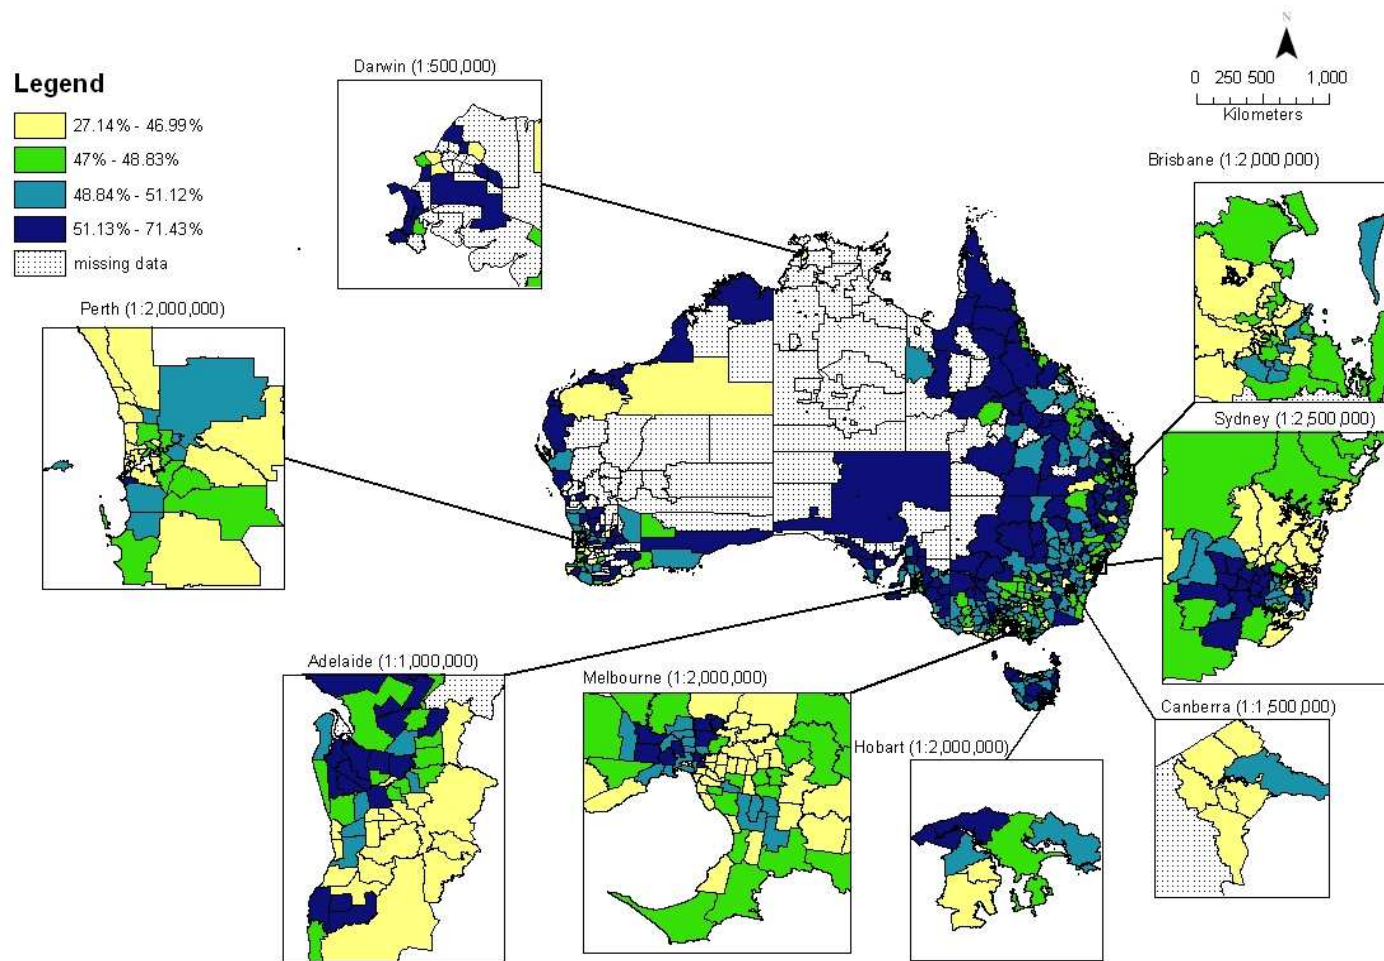 N
0 250 500 1,000
Kilometers
Legend
27.14% - 46.99%
47% - 48.83%
48.84% - 51.12%
51.13% - 71.43%
missing data
Darwin (1:500,000)
Brisbane (1:2,000,000)
Perth (1:2,000,000)
Sydney (1:2,500,000)
Adelaide (1:1,000,000)
Melbourne (1:2,000,000)
Hobart (1:2,000,000)
Canberra (1:1,500,000)